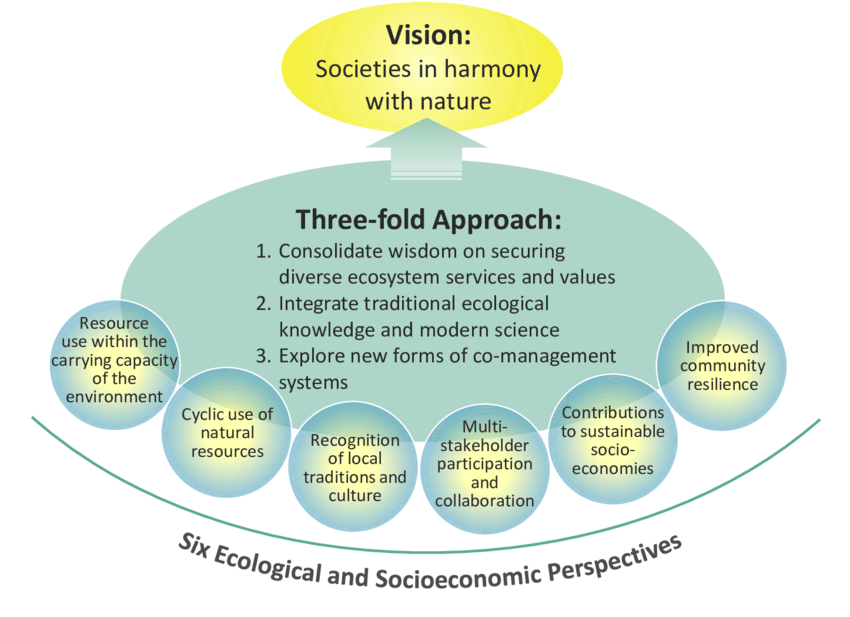 Vision:
Societies in harmony
with nature
Three-fold Approach:
1. Consolidate wisdom on securing
diverse ecosystem services and values
2. Integrate traditional ecological
knowledge and modern science
3. Explore new forms of co-management
systems
Resource
use within the
carrying capacity
of the
environment
Cyclic use of
natural
resources
Recognition
of local
traditions and
culture
Multi-
stakeholder
participation
and
collaboration
Contributions
to sustainable
socio-
economies
Improved
community
resilience
Six Ecological and Socioeconomic Perspectives